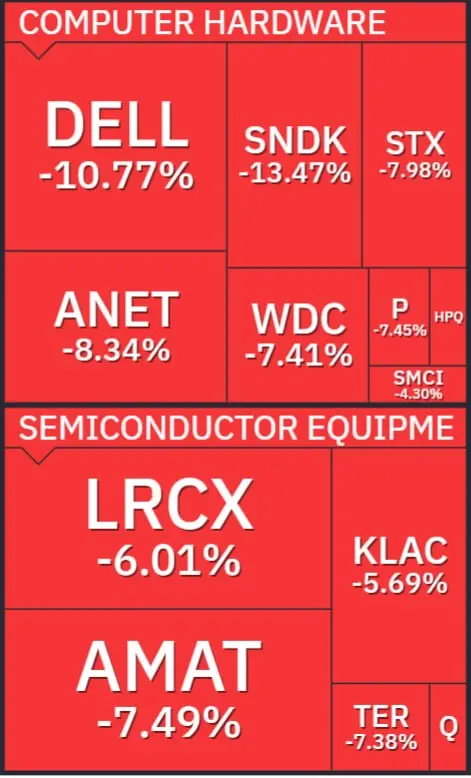 COMPUTER HARDWARE
DELL
-10.77%
SNDK
-13.47%
STX
-7.98%
ANET
-8.34%
WDC
-7.41%
P
-7.45%
HPQ
SMCI
-4.30%
SEMICONDUCTOR EQUIPME
LRCX
-6.01%
KLAC
-5.69%
AMAT
-7.49%
TER
-7.38%
Q